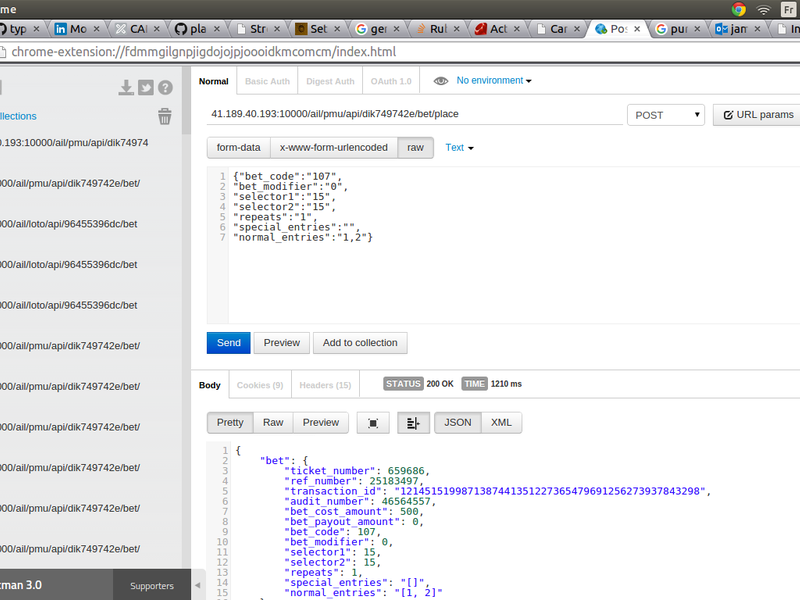 me
Fr
typ × Mo × CAI × pla × Str × Set × ger × Rul × Act × Car × Pos × pur × jam × In
chrome-extension://fdmmgilgnpjigdojojpjoooidkmcomcm/index.html
Normal Basic Auth Digest Auth OAuth 1.0 No environment
llections
41.189.40.193:10000/ail/pmu/api/dik749742e/bet/place POST URL params
0.193:10000/ail/pmu/api/dik74974
form-data x-www-form-urlencoded raw Text
000/ail/pmu/api/dik749742e/bet/
000/ail/loto/api/96455396dc/bet
000/ail/loto/api/96455396dc/bet
000/ail/loto/api/96455396dc/bet
000/ail/pmu/api/dik749742e/bet/
000/ail/pmu/api/dik749742e/bet/
000/ail/pmu/api/dik749742e/bet/
000/ail/pmu/api/dik749742e/bet/
000/ail/pmu/api/dik749742e/bet/
000/ail/pmu/api/dik749742e/bet/
tman 3.0 Supporters
1 {"bet_code":"107",
2 "bet_modifier":"0",
3 "selector1":"15",
4 "selector2":"15",
5 "repeats":"1",
6 "special_entries":"",
7 "normal_entries":"1,2"}
Send Preview Add to collection
Body Cookies (9) Headers (15) STATUS 200 OK TIME 1210 ms
Pretty Raw Preview JSON XML
1 {
2 "bet": {
3 "ticket_number": 659686,
4 "ref_number": 25183497,
5 "transaction_id": "121451519987138744135122736547969125627393784​3298",
6 "audit_number": 46564557,
7 "bet_cost_amount": 500,
8 "bet_payout_amount": 0,
9 "bet_code": 107,
10 "bet_modifier": 0,
11 "selector1": 15,
12 "selector2": 15,
13 "repeats": 1,
14 "special_entries": "[]",
15 "normal_entries": "[1, 2]"